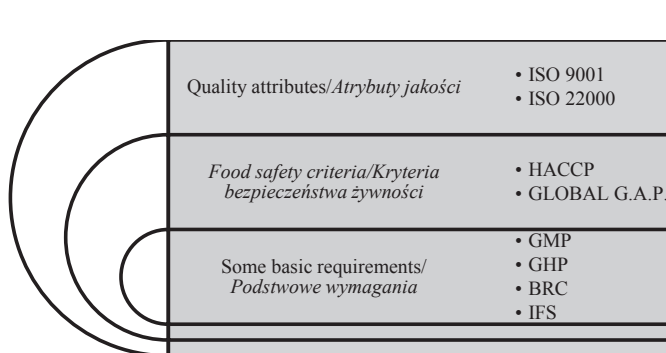 Quality attributes/Atrybuty jakości
• ISO 9001
• ISO 22000
Food safety criteria/Kryteria
bezpieczeństwa żywności
• HACCP
• GLOBAL G.A.P.
Some basic requirements/
Podstwowe wymagania
• GMP
• GHP
• BRC
• IFS